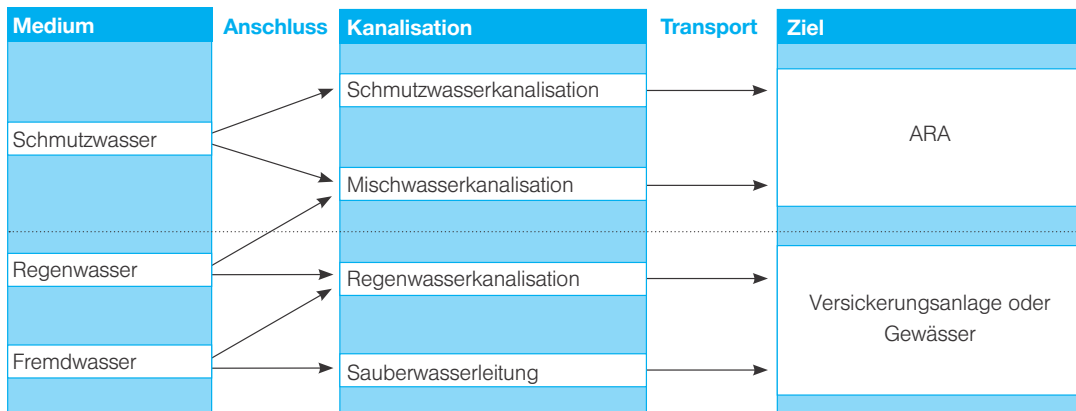 Medium
Anschluss
Kanalisation
Transport
Ziel
Schmutzwasserkanalisation
Schmutzwasser
ARA
Mischwasserkanalisation
Regenwasser
Regenwasserkanalisation
Versickerungsanlage oder
Gewässer
Fremdwasser
Sauberwasserleitung